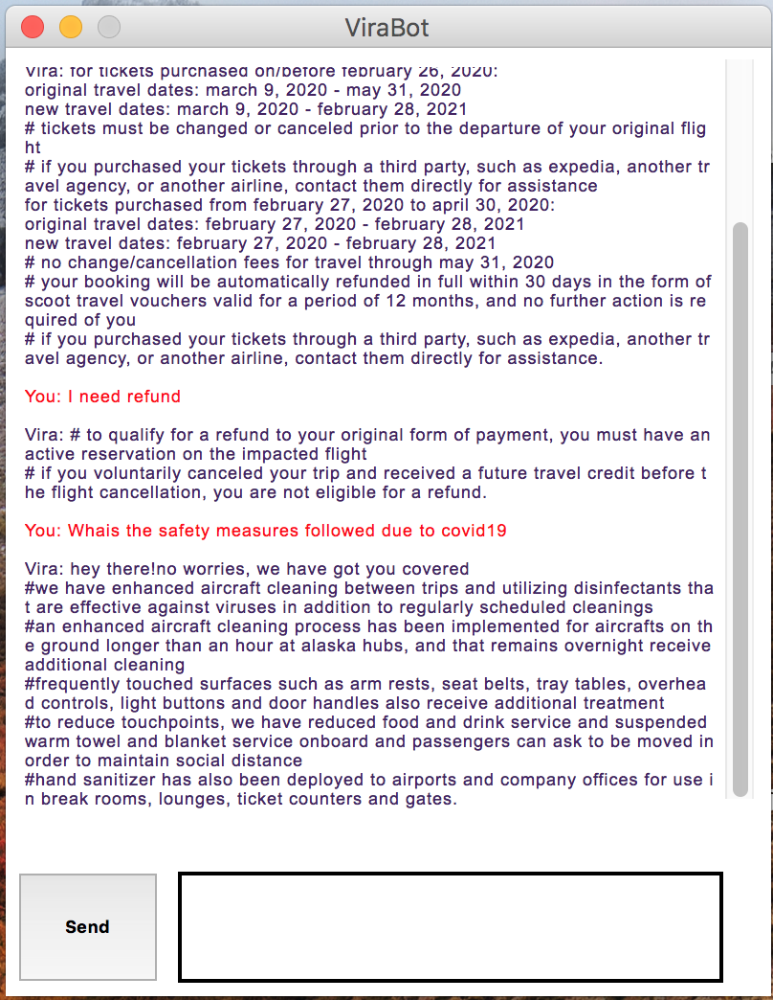 ViraBot
Vira: for tickets purchased on/before february 26, 2020:
original travel dates: march 9, 2020 - may 31, 2020
new travel dates: march 9, 2020 - february 28, 2021
# tickets must be changed or canceled prior to the departure of your original flig
ht
# if you purchased your tickets through a third party, such as expedia, another tr
avel agency, or another airline, contact them directly for assistance
for tickets purchased from february 27, 2020 to april 30, 2020:
original travel dates: february 27, 2020 - february 28, 2021
new travel dates: february 27, 2020 - february 28, 2021
# no change/cancellation fees for travel through may 31, 2020
# your booking will be automatically refunded in full within 30 days in the form of
scoot travel vouchers valid for a period of 12 months, and no further action is re
quired of you
# if you purchased your tickets through a third party, such as expedia, another tr
avel agency, or another airline, contact them directly for assistance.
You: I need refund
Vira: # to qualify for a refund to your original form of payment, you must have an
active reservation on the impacted flight
# if you voluntarily canceled your trip and received a future travel credit before t
he flight cancellation, you are not eligible for a refund.
You: Whais the safety measures followed due to covid19
Vira: hey there!no worries, we have got you covered
#we have enhanced aircraft cleaning between trips and utilizing disinfectants tha
t are effective against viruses in addition to regularly scheduled cleanings
#an enhanced aircraft cleaning process has been implemented for aircrafts on th
e ground longer than an hour at alaska hubs, and that remains overnight receive
additional cleaning
#frequently touched surfaces such as arm rests, seat belts, tray tables, overhea
d controls, light buttons and door handles also receive additional treatment
#to reduce touchpoints, we have reduced food and drink service and suspended
warm towel and blanket service onboard and passengers can ask to be moved in
order to maintain social distance
#hand sanitizer has also been deployed to airports and company offices for use i
n break rooms, lounges, ticket counters and gates.
Send